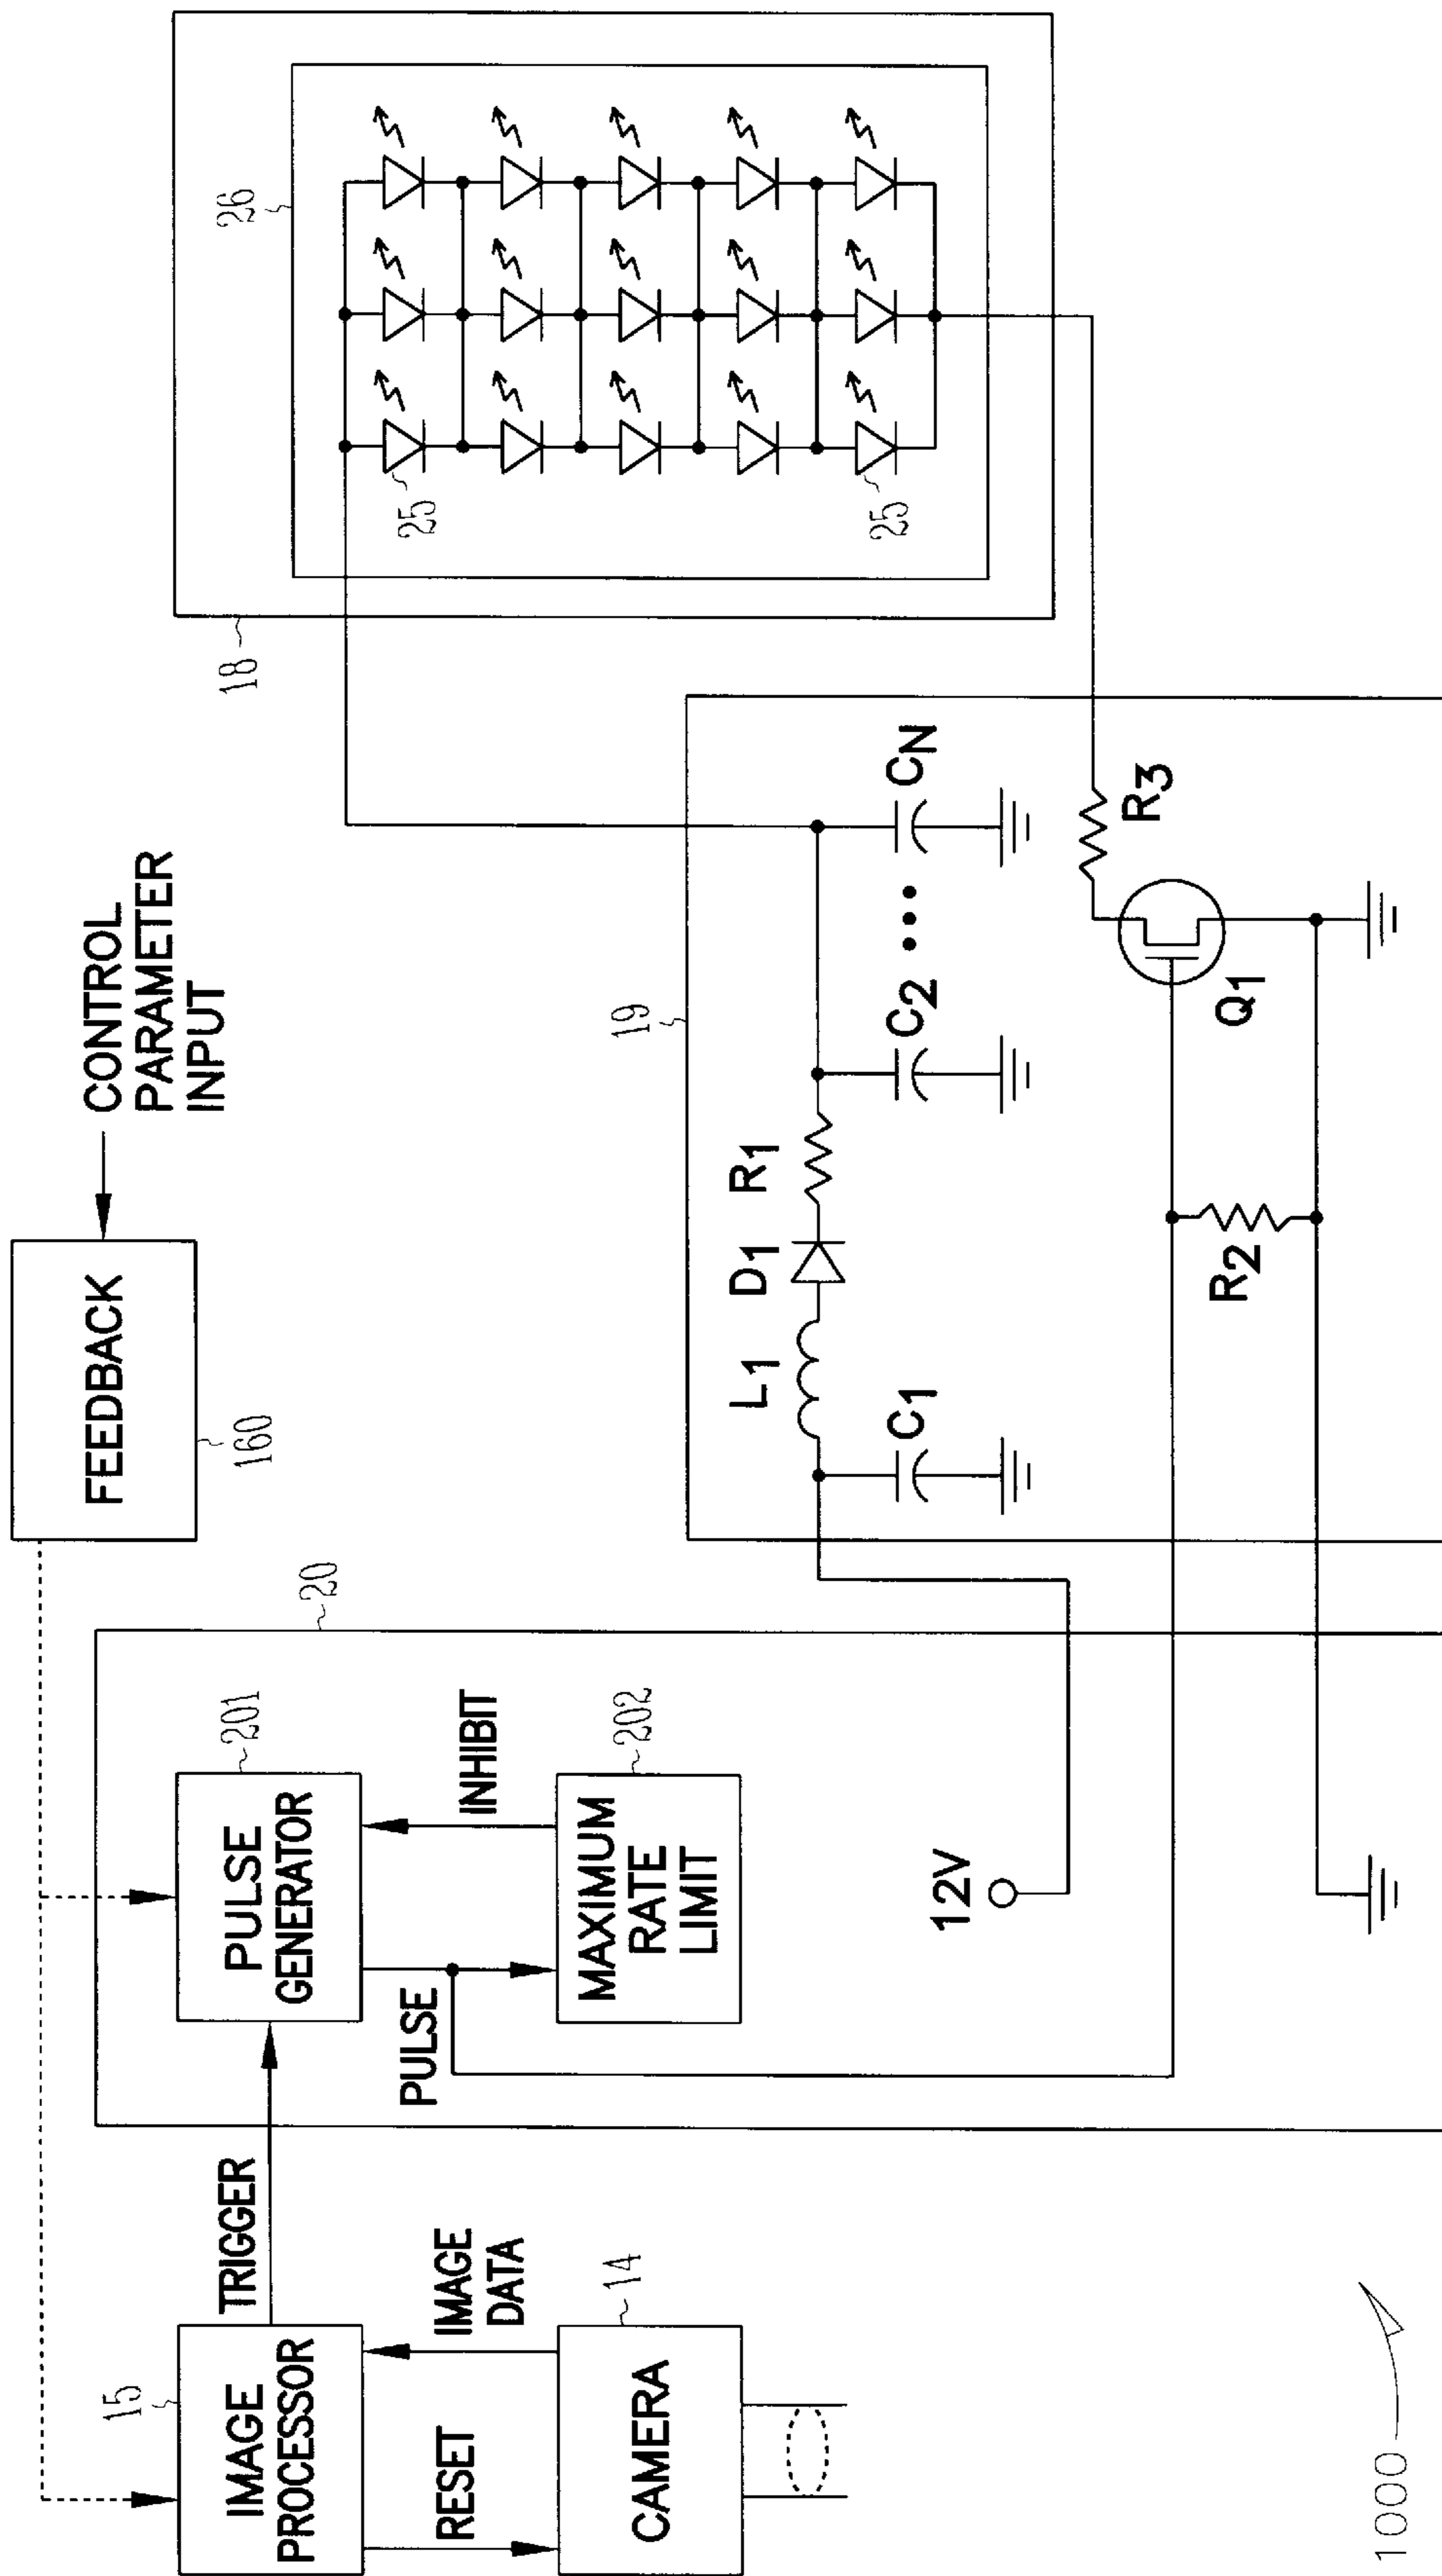 CONTROL
PARAMETER
INPUT
FEEDBACK
160
15
IMAGE
PROCESSOR
TRIGGER
RESET
IMAGE
DATA
CAMERA
14
20
PULSE
GENERATOR
201
PULSE
INHIBIT
MAXIMUM
RATE
LIMIT
202
12V
19
L1
D1
R1
C1
C2
CN
R2
Q1
R3
18
26
25
25
1000